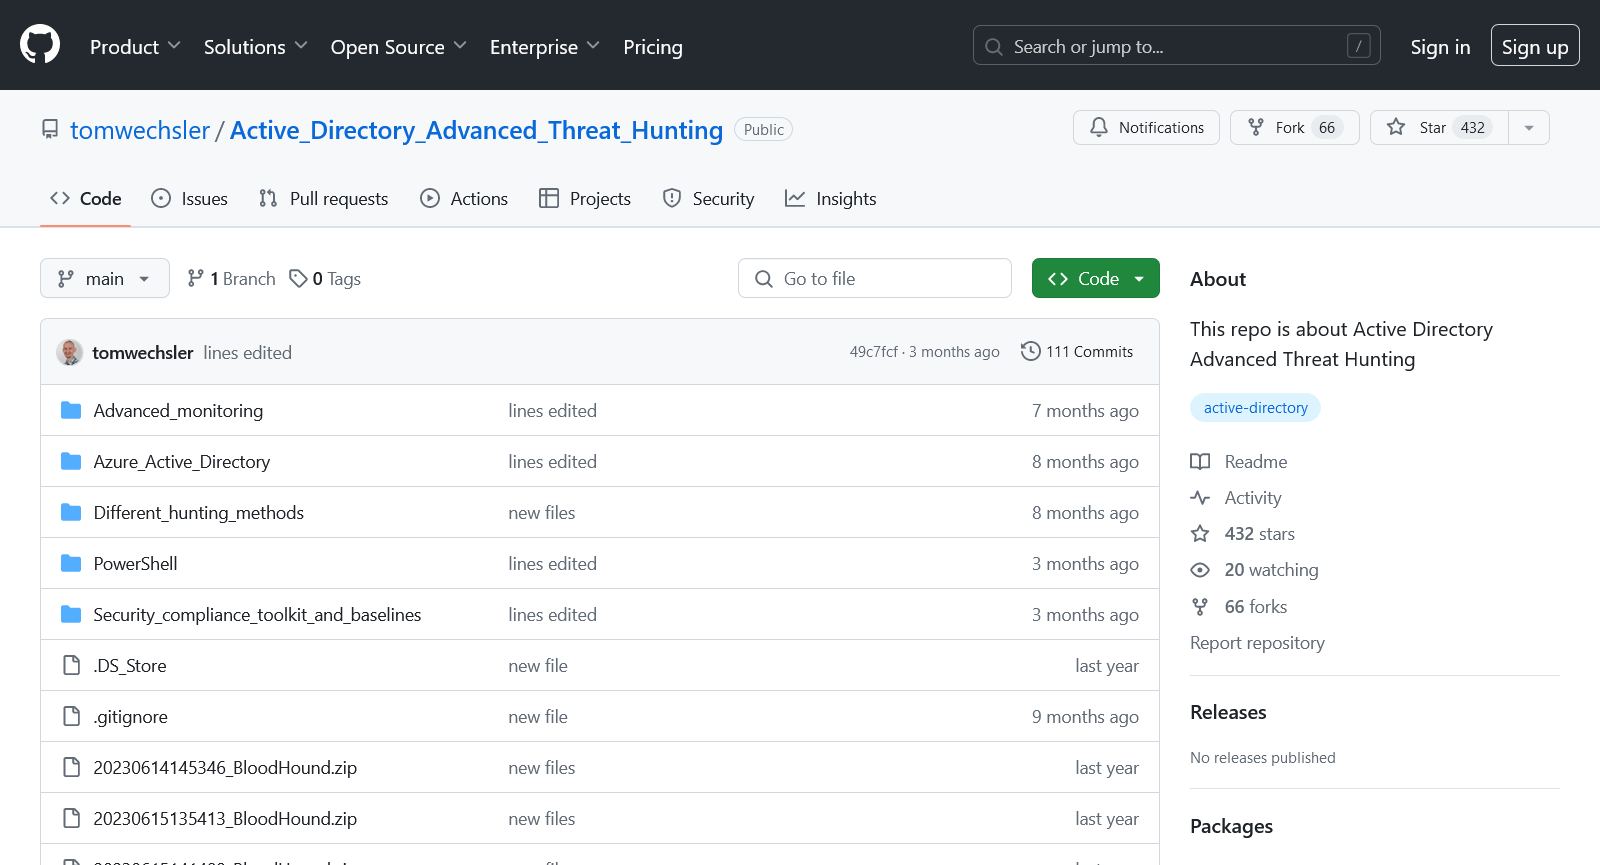 Product Solutions Open Source Enterprise Pricing Search or jump to... / Sign in Sign up
tomwechsler / Active_Directory_Advanced_Threat_Hunting Public Notifications Fork 66 Star 432
Code Issues Pull requests Actions Projects Security Insights
main 1 Branch 0 Tags Go to file Code
tomwechsler lines edited 49c7fcf · 3 months ago 111 Commits
Advanced_monitoring lines edited 7 months ago
Azure_Active_Directory lines edited 8 months ago
Different_hunting_methods new files 8 months ago
PowerShell lines edited 3 months ago
Security_compliance_toolkit_and_baselines lines edited 3 months ago
.DS_Store new file last year
.gitignore new file 9 months ago
20230614145346_BloodHound.zip new files last year
20230615135413_BloodHound.zip new files last year
About
This repo is about Active Directory
Advanced Threat Hunting
active-directory
Readme
Activity
432 stars
20 watching
66 forks
Report repository
Releases
No releases published
Packages